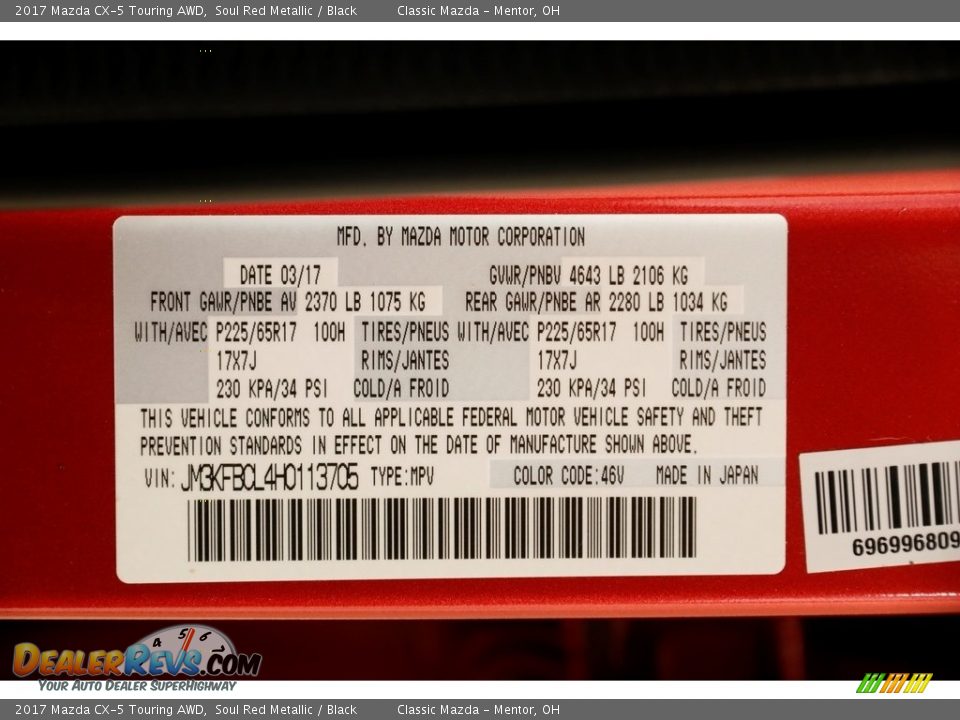 2017 Mazda CX-5 Touring AWD, Soul Red Metallic / Black Classic Mazda - Mentor, OH
MFD. BY MAZDA MOTOR CORPORATION
DATE 03/17 GVWR/PNBV 4643 LB 2106 KG
FRONT GAWR/PNBE AV 2370 LB 1075 KG REAR GAWR/PNBE AR 2280 LB 1034 KG
WITH/AVEC P225/65R17 100H TIRES/PNEUS WITH/AVEC P225/65R17 100H TIRES/PNEUS
17X7J RIMS/JANTES 17X7J RIMS/JANTES
230 KPA/34 PSI COLD/A FROID 230 KPA/34 PSI COLD/A FROID
THIS VEHICLE CONFORMS TO ALL APPLICABLE FEDERAL MOTOR VEHICLE SAFETY AND THEFT
PREVENTION STANDARDS IN EFFECT ON THE DATE OF MANUFACTURE SHOWN ABOVE.
VIN: JM3KFBCL4H0113705 TYPE:MPV COLOR CODE:46V MADE IN JAPAN
696996809
4 5 6
DealerRevs.com
Your Auto Dealer SuperHighway
2017 Mazda CX-5 Touring AWD, Soul Red Metallic / Black Classic Mazda - Mentor, OH